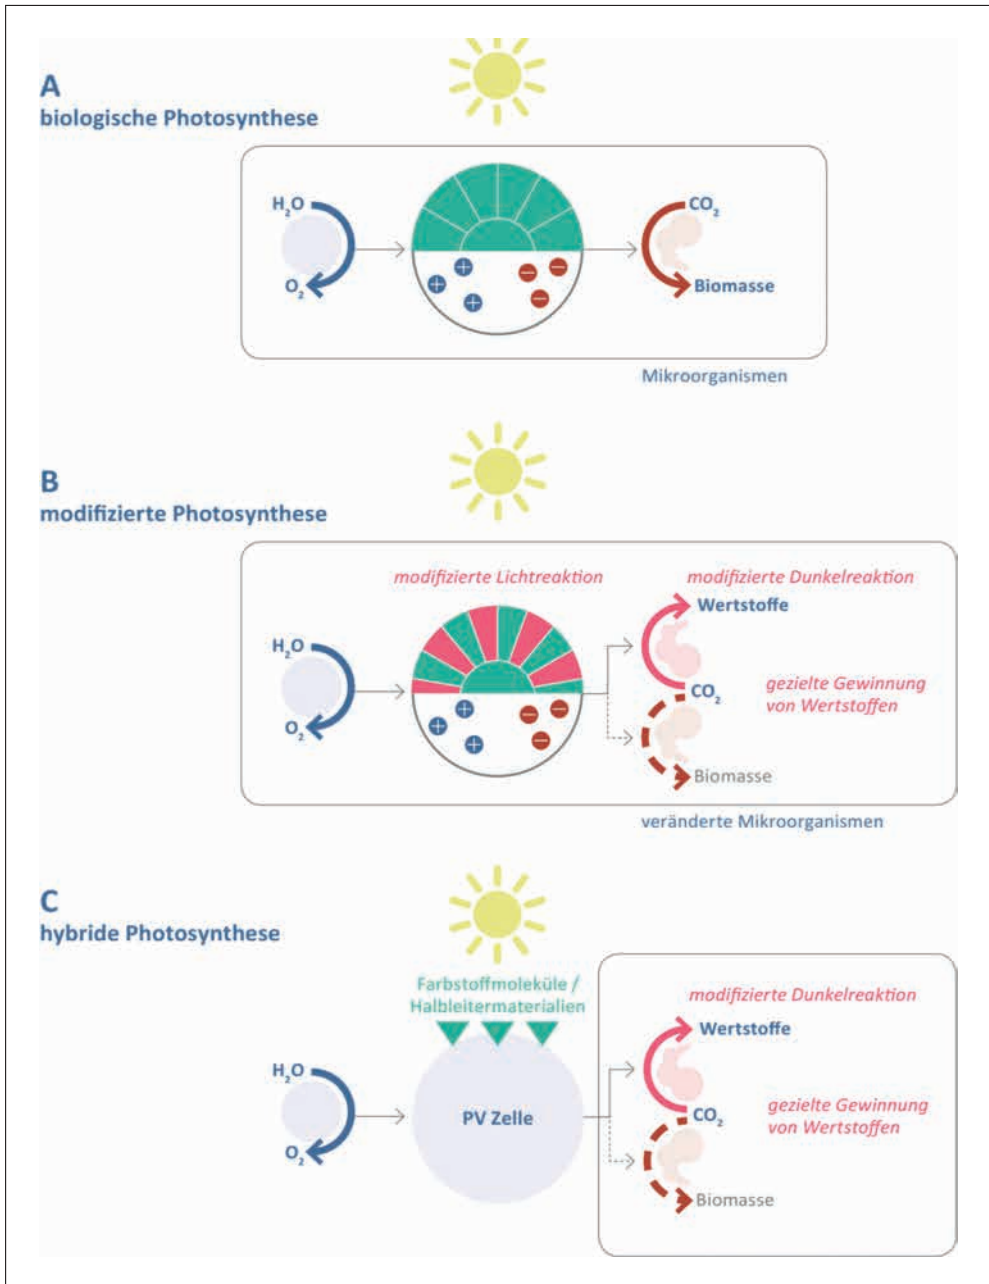 A
biologische Photosynthese
H₂O
O₂
CO₂
Biomasse
Mikroorganismen
B
modifizierte Photosynthese
modifizierte Lichtreaktion
modifizierte Dunkelreaktion
Wertstoffe
H₂O
O₂
CO₂
gezielte Gewinnung
von Wertstoffen
Biomasse
veränderte Mikroorganismen
C
hybride Photosynthese
Farbstoffmoleküle /
Halbleitermaterialien
modifizierte Dunkelreaktion
Wertstoffe
H₂O
O₂
PV Zelle
CO₂
gezielte Gewinnung
von Wertstoffen
Biomasse